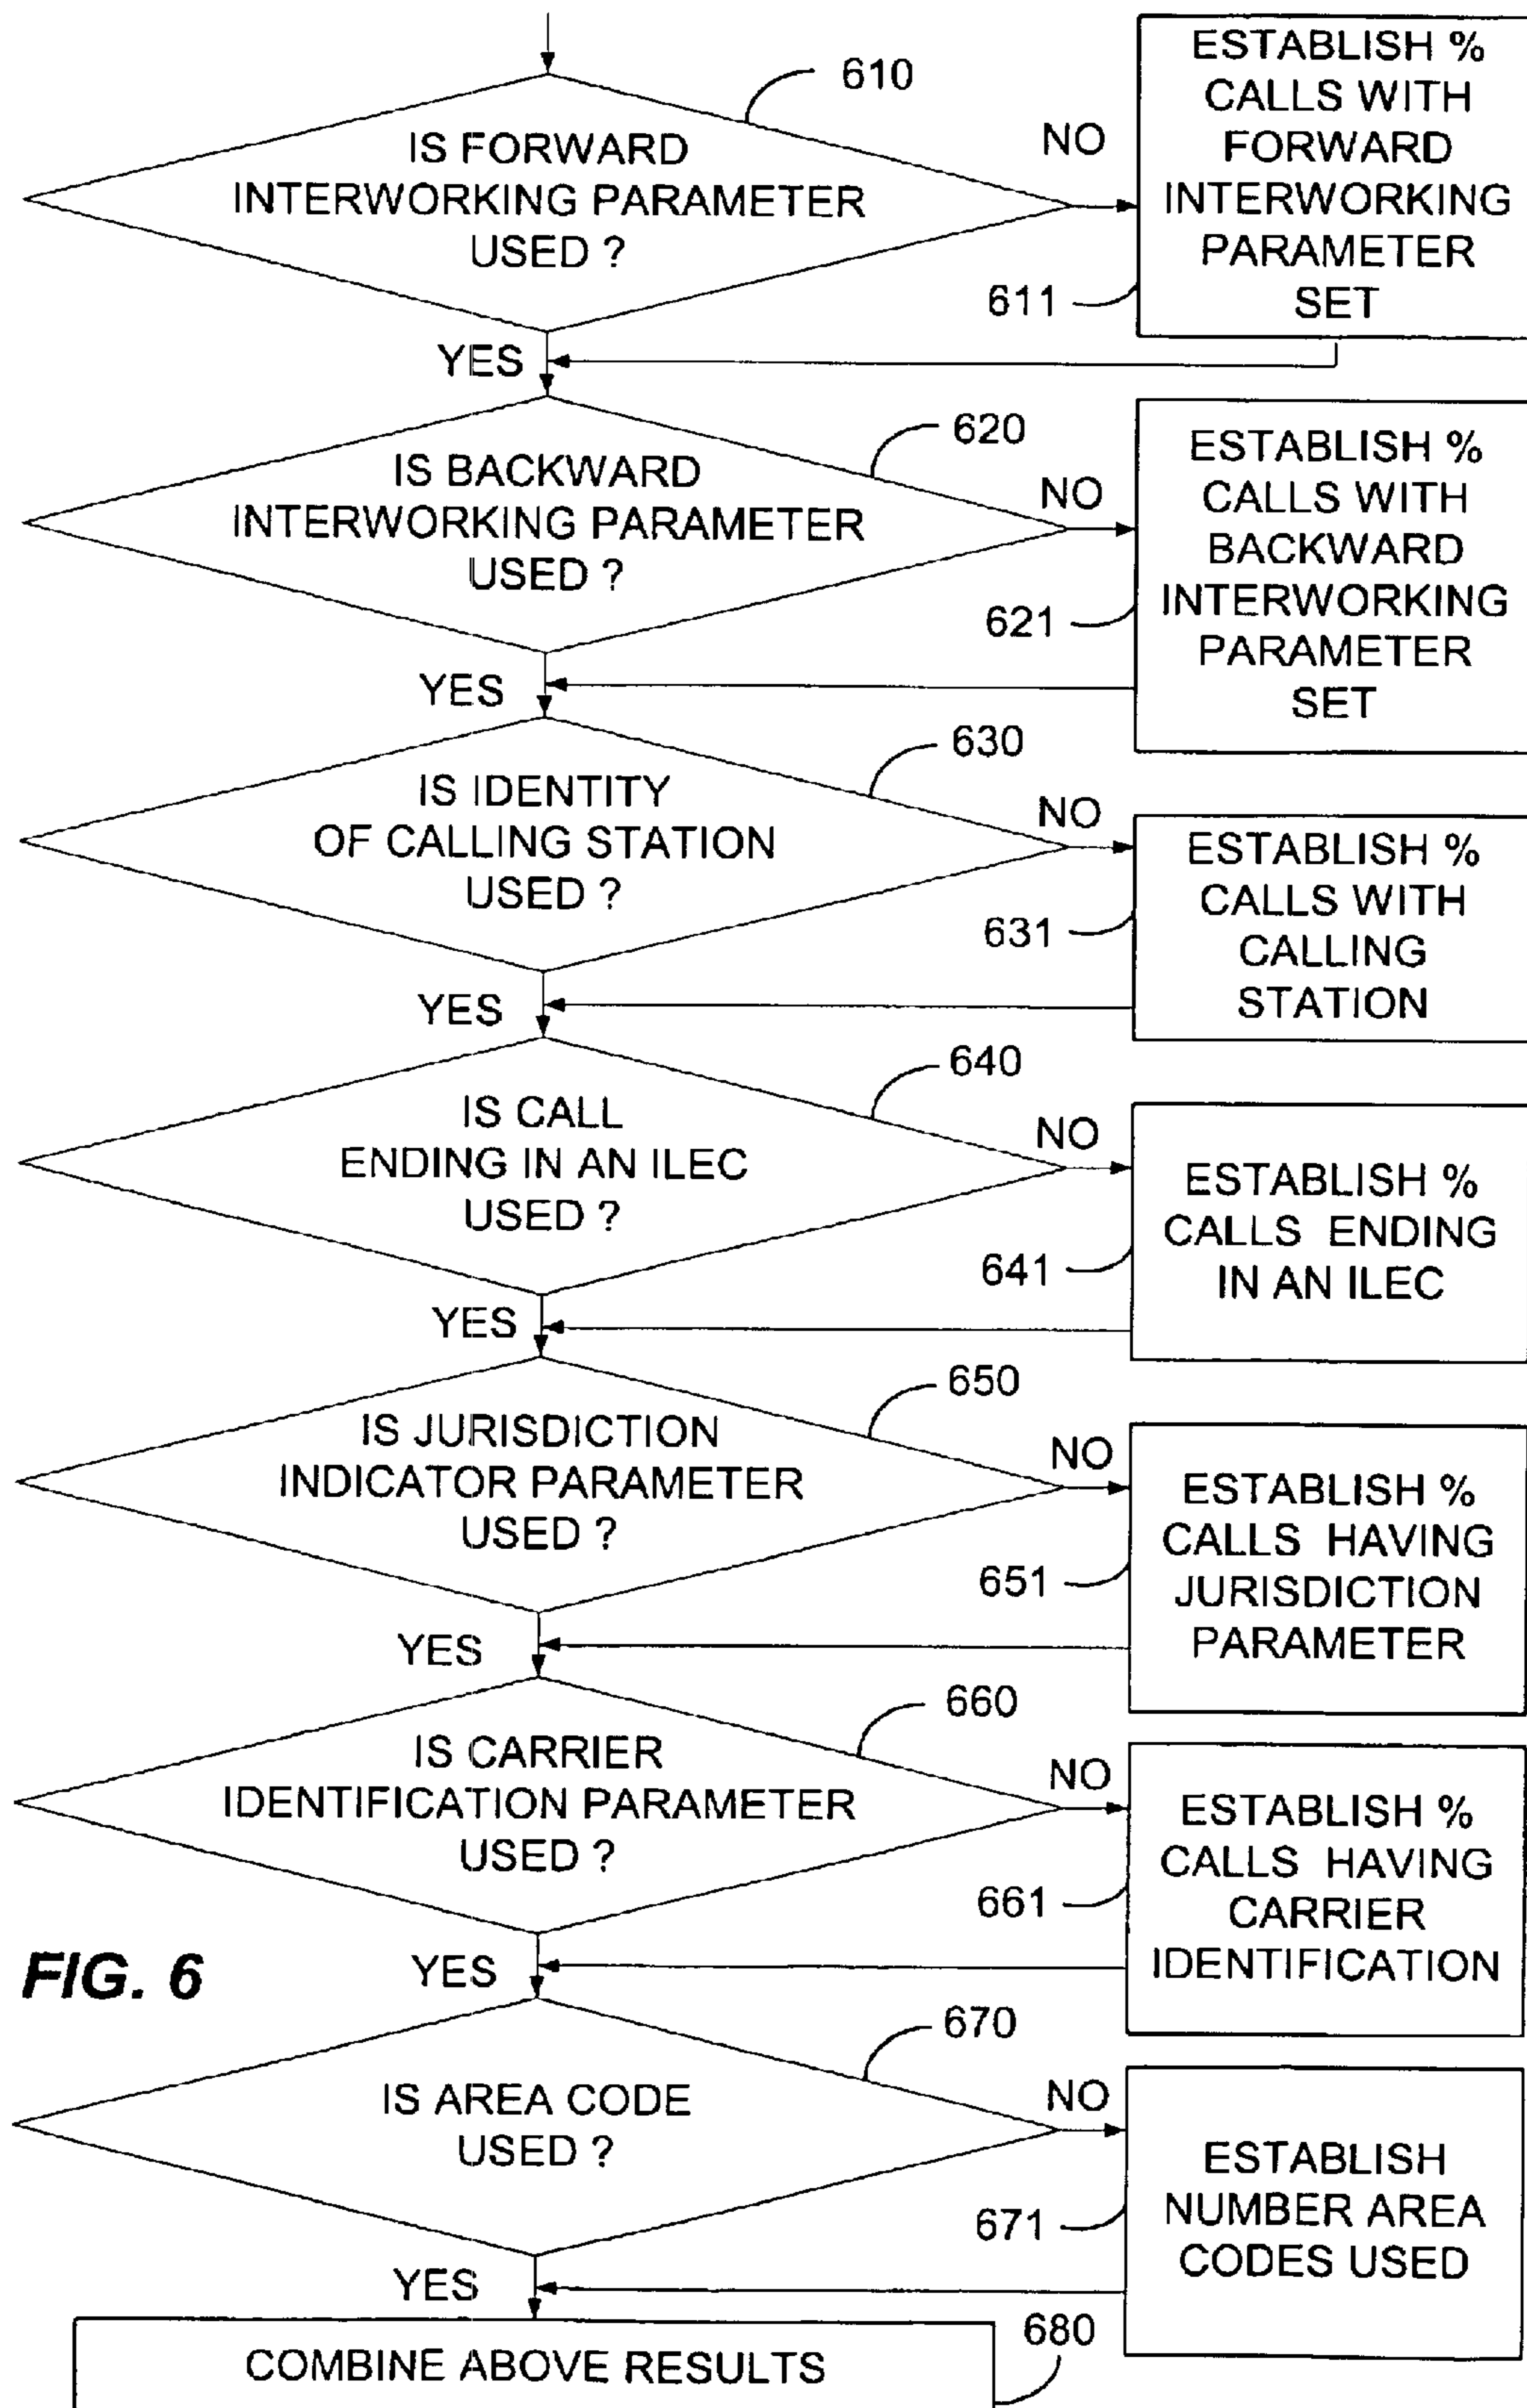 610
IS FORWARD
INTERWORKING PARAMETER
USED ?
NO
ESTABLISH %
CALLS WITH
FORWARD
INTERWORKING
PARAMETER
SET
611
YES
620
IS BACKWARD
INTERWORKING PARAMETER
USED ?
NO
ESTABLISH %
CALLS WITH
BACKWARD
INTERWORKING
PARAMETER
SET
621
YES
630
IS IDENTITY
OF CALLING STATION
USED ?
NO
ESTABLISH %
CALLS WITH
CALLING
STATION
631
YES
640
IS CALL
ENDING IN AN ILEC
USED ?
NO
ESTABLISH %
CALLS ENDING
IN AN ILEC
641
YES
650
IS JURISDICTION
INDICATOR PARAMETER
USED ?
NO
ESTABLISH %
CALLS HAVING
JURISDICTION
PARAMETER
651
YES
660
IS CARRIER
IDENTIFICATION PARAMETER
USED ?
NO
ESTABLISH %
CALLS HAVING
CARRIER
IDENTIFICATION
661
FIG. 6
YES
670
IS AREA CODE
USED ?
NO
ESTABLISH
NUMBER AREA
CODES USED
671
YES
680
COMBINE ABOVE RESULTS